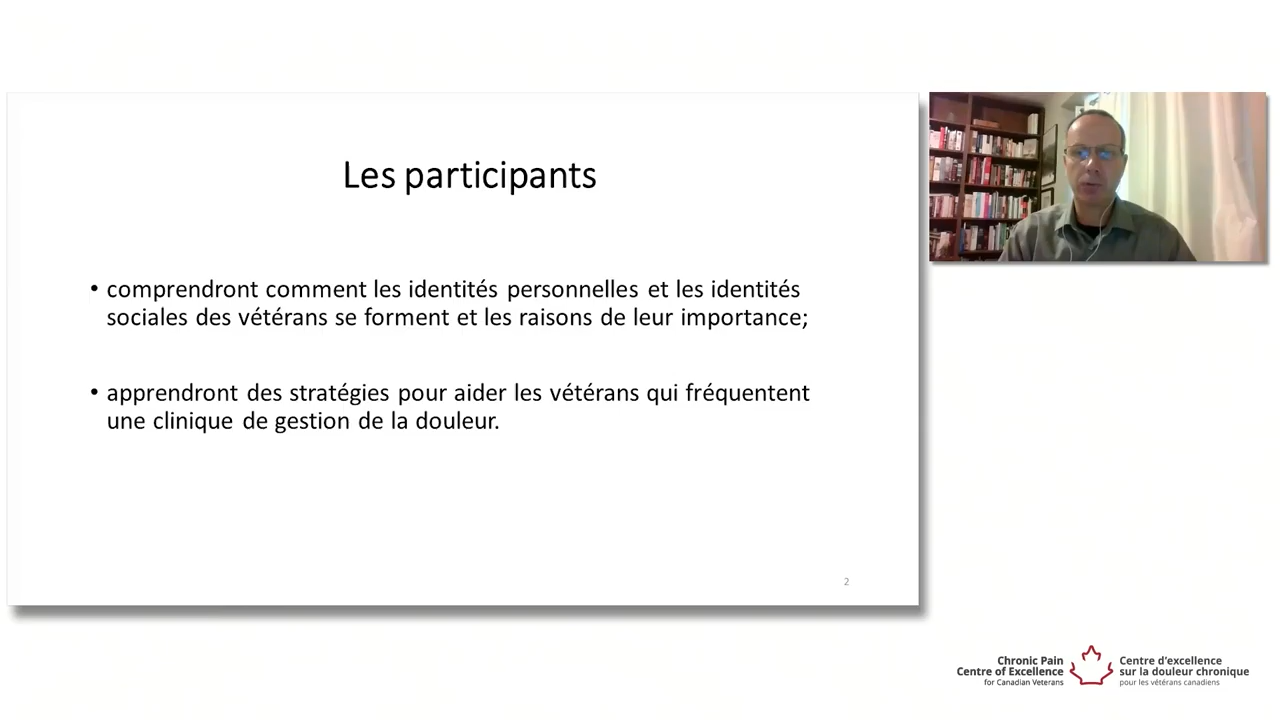 Les participants
• comprendront comment les identités personnelles et les identités
sociales des vétérans se forment et les raisons de leur importance;
• apprendront des stratégies pour aider les vétérans qui fréquentent
une clinique de gestion de la douleur.
2
Chronic Pain
Centre of Excellence
for Canadian Veterans
Centre d'excellence
sur la douleur chronique
pour les vétérans canadiens